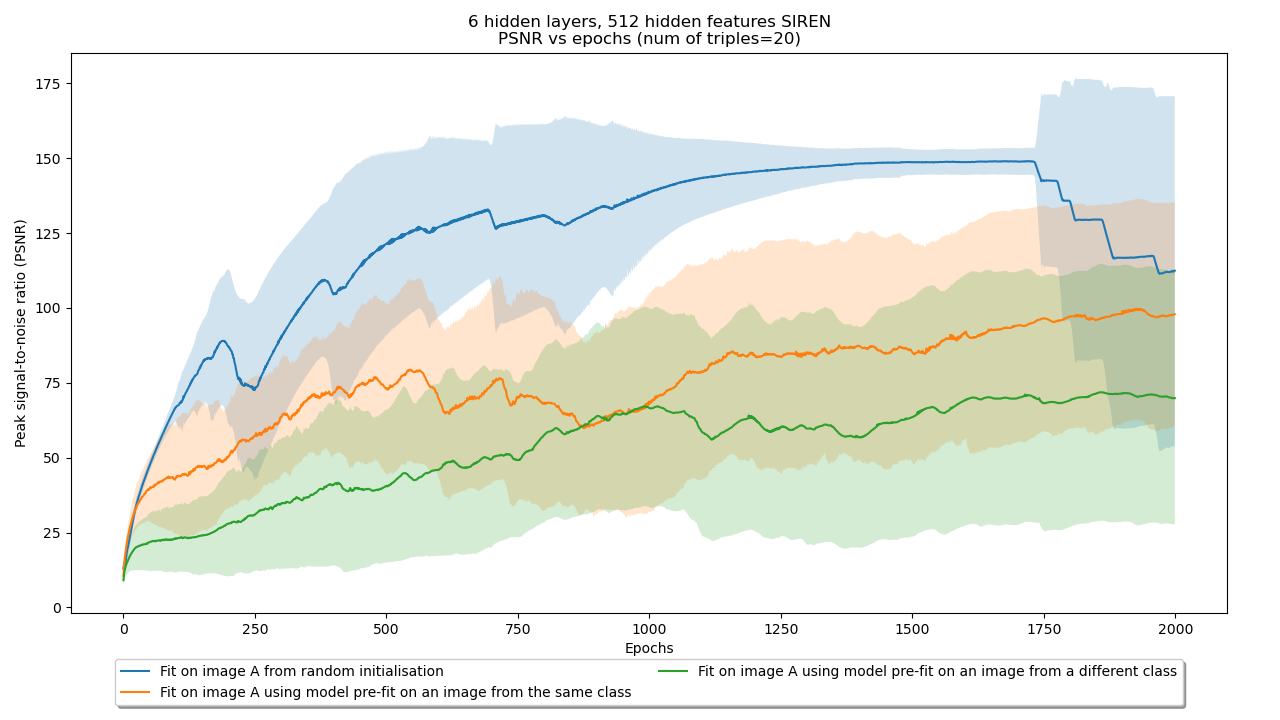 6 hidden layers, 512 hidden features SIREN
PSNR vs epochs (num of triples=20)
Peak signal-to-noise ratio (PSNR)
175
150
125
100
75
50
25
0
0 250 500 750 1000 1250 1500 1750 2000
Epochs
Fit on image A from random initialisation
Fit on image A using model pre-fit on an image from the same class
Fit on image A using model pre-fit on an image from a different class